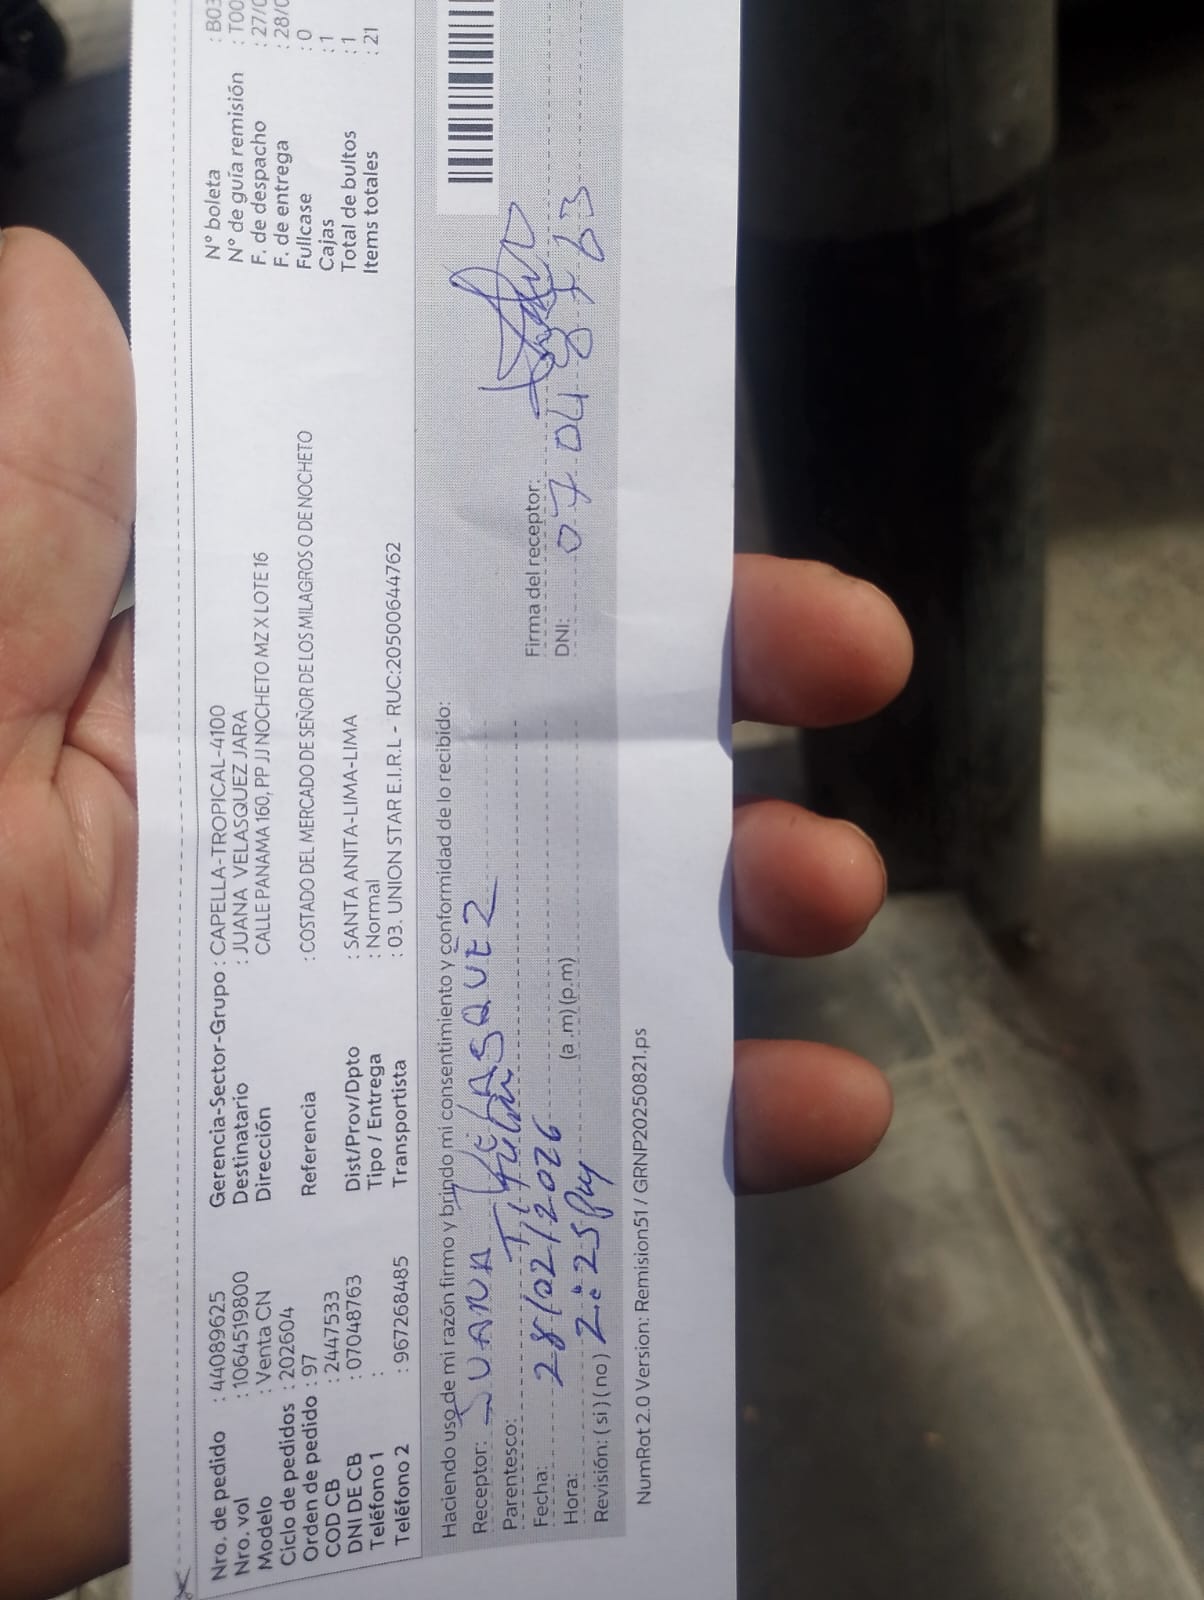 Nro. de pedido : 44089625
Nro. vol : 1064519800
Modelo : Venta CN
Ciclo de pedidos : 202604
Orden de pedido : 97
COD CB : 2447533
DNI DE CB : 07048763
Teléfono 1 :
Teléfono 2 : 967268485
Gerencia-Sector-Grupo : CAPELLA-TROPICAL-4100
Destinatario : JUANA VELASQUEZ JARA
Dirección CALLE PANAMA 160, PP JJ NOCHETO MZ X LOTE 16
Referencia : COSTADO DEL MERCADO DE SEÑOR DE LOS MILAGROS O DE NOCHETO
Dist/Prov/Dpto : SANTA ANITA-LIMA-LIMA
Tipo / Entrega : Normal
Transportista : 03. UNION STAR E.I.R.L - RUC:20500644762
N° boleta : B03
N° de guía remisión : T00
F. de despacho : 27/0
F. de entrega : 28/0
Fullcase : 0
Cajas : 1
Total de bultos : 1
Items totales : 21
Haciendo uso de mi razón firmo y brindo mi consentimiento y conformidad de lo recibido:
Receptor: JUANA VELASQUEZ
Parentesco: Titular
Fecha: 28/02/2026
Hora: 2:25 pm (a.m) (p.m)
Revisión: ( si ) ( no )
Firma del receptor:
DNI: 07048763
NumRot 2.0 Version: Remision51 / GRNP20250821.ps